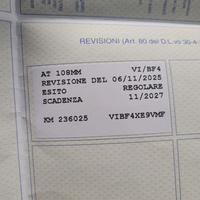 REVISIONI (Art. 80 del D.L.vo 30-4
AT 108MM VI/BF4
REVISIONE DEL 06/11/2025
ESITO REGOLARE
SCADENZA 11/2027
KM 236025 VIBF4XE9VMF